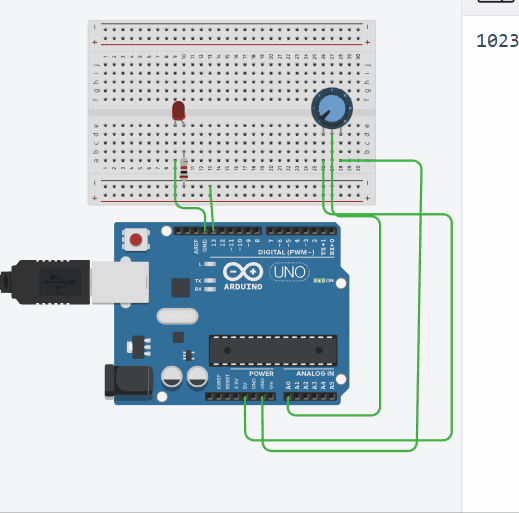 1023
AREF
GND
13
12
~11
~10
~9
8
7
~6
~5
4
~3
2
TX→1
RX←0
DIGITAL (PWM~)
L
TX
RX
UNO
ON
ARDUINO
POWER
ANALOG IN
IOREF
RESET
3.3V
5V
GND
GND
Vin
A0
A1
A2
A3
A4
A5